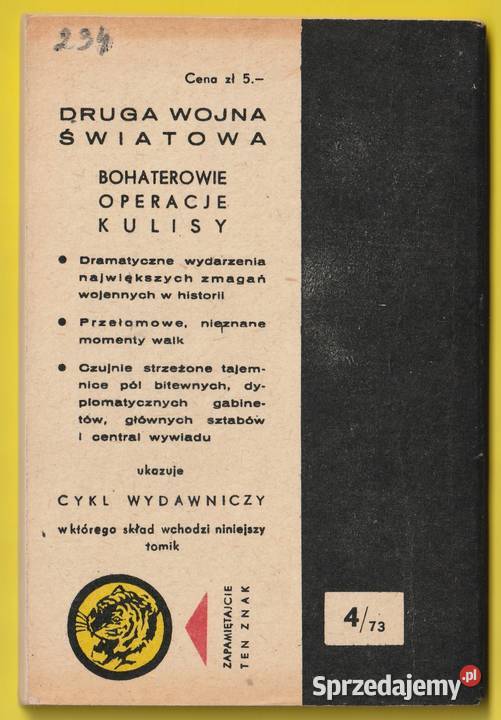 234
Cena zł 5.—
DRUGA WOJNA
ŚWIATOWA
BOHATEROWIE
OPERACJE
KULISY
● Dramatyczne wydarzenia
największych zmagań
wojennych w historii
● Przełomowe, nieznane
momenty walk
● Czujnie strzeżone tajem-
nice pól bitewnych, dy-
plomatycznych gabine-
tów, głównych sztabów
i central wywiadu
ukazuje
CYKL WYDAWNICZY
w którego skład wchodzi niniejszy
tomik
ZAPAMIĘTAJCIE
TEN ZNAK
4/73
Sprzedajemy.pl